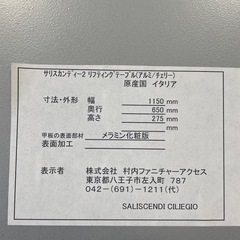 サリスカンディー2 リフティングテーブル(アルミ/チェリー)
原産国 イタリア
寸法・外形 幅 1150 mm
奥行 650 mm
高さ 275 mm
甲板の表面部材 メラミン化粧版
表面加工
表示者 株式会社 村内ファニチャーアクセス
東京都八王子市左入町 787
042-(691)-1211(代)
SALISCENDI CILIEGIO